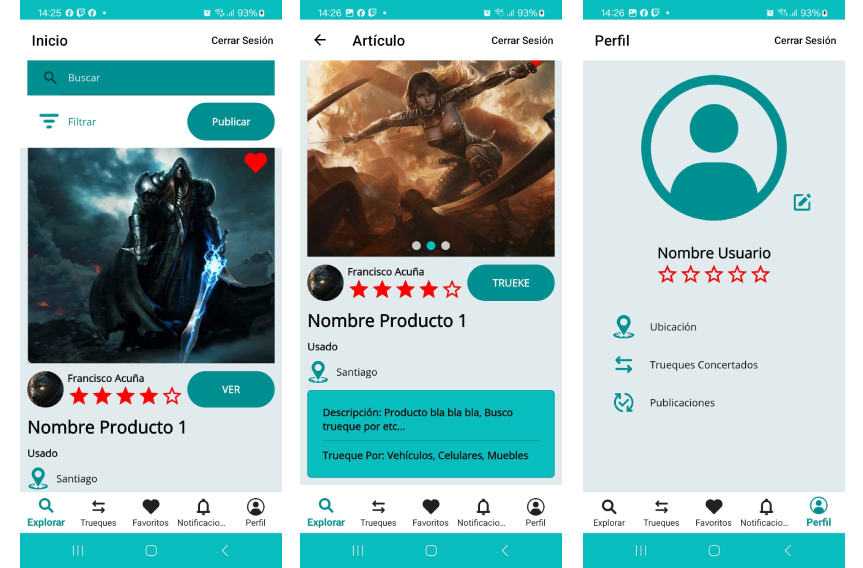 14:25
93%
Inicio
Cerrar Sesión
Buscar
Filtrar
Publicar
Francisco Acuña
VER
Nombre Producto 1
Usado
Santiago
Explorar
Trueques
Favoritos
Notificacio...
Perfil
14:26
93%
Artículo
Cerrar Sesión
Francisco Acuña
TRUEKE
Nombre Producto 1
Usado
Santiago
Descripción: Producto bla bla bla, Busco
trueque por etc...
Trueque Por: Vehículos, Celulares, Muebles
Explorar
Trueques
Favoritos
Notificacio...
Perfil
14:26
93%
Perfil
Cerrar Sesión
Nombre Usuario
Ubicación
Trueques Concertados
Publicaciones
Explorar
Trueques
Favoritos
Notificacio...
Perfil